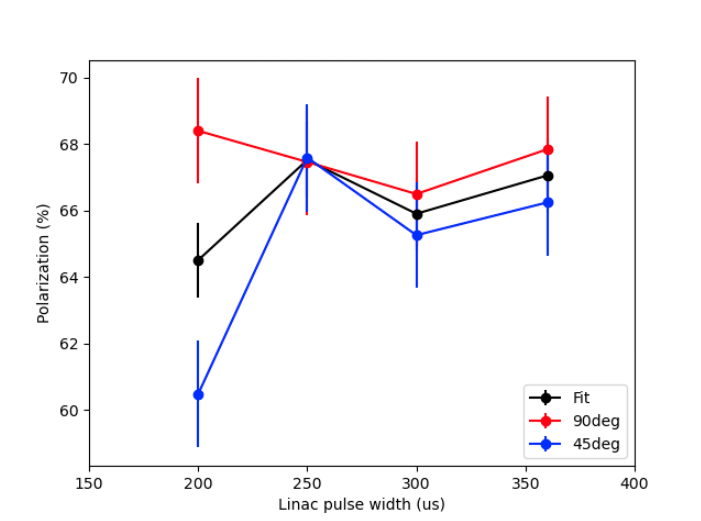 70
68
66
64
62
60
Polarization (%)
150
200
250
300
350
400
Linac pulse width (us)
Fit
90deg
45deg